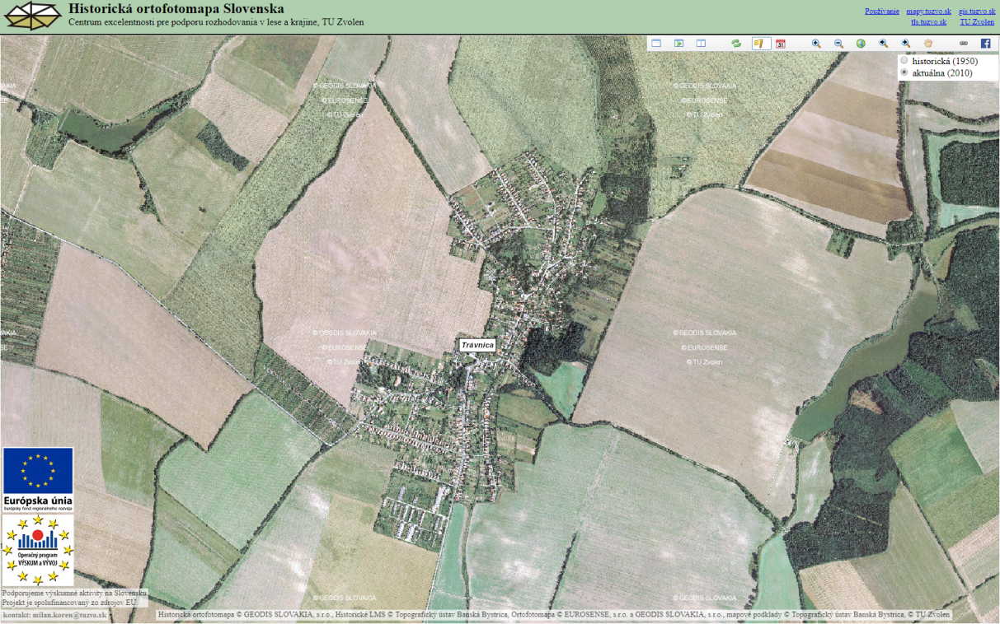 Historická ortofotomapa Slovenska
Centrum excelentnosti pre podporu rozhodovania v lese a krajine, TU Zvolen
Používanie mapy.tuzvo.sk gis.tuzvo.sk
tls.tuzvo.sk TU Zvolen
31
historická (1950)
aktuálna (2010)
AKIA © GEODIS SLOVAKIA © GEODIS SLOVAKIA
© EUROSENSE © EUROSENSE
© TU Zvolen © TU Zvolen
AKIA © GEODIS SLOVAKIA © GEODIS SLOVAKIA
© EUROSENSE © EUROSENSE
© TU Zvolen © TU Zvolen
Trávnica
Európska únia
Európsky fond regionálneho rozvoja
Operačný program
VÝSKUM a VÝVOJ
Podporujeme výskumné aktivity na Slovensku.
Projekt je spolufinancovaný zo zdrojov EÚ.
© GEODIS SLOVAKIA © GEODIS SLOVAKIA
kontakt: milan.koren@tuzvo.sk
Historická ortofotomapa © GEODIS SLOVAKIA, s.r.o., Historické LMS © Topografický ústav Banská Bystrica, Ortofotomapa © EUROSENSE, s.r.o. a GEODIS SLOVAKIA, s.r.o., mapové podklady © Topografický ústav Banská Bystrica, © TU Zvolen